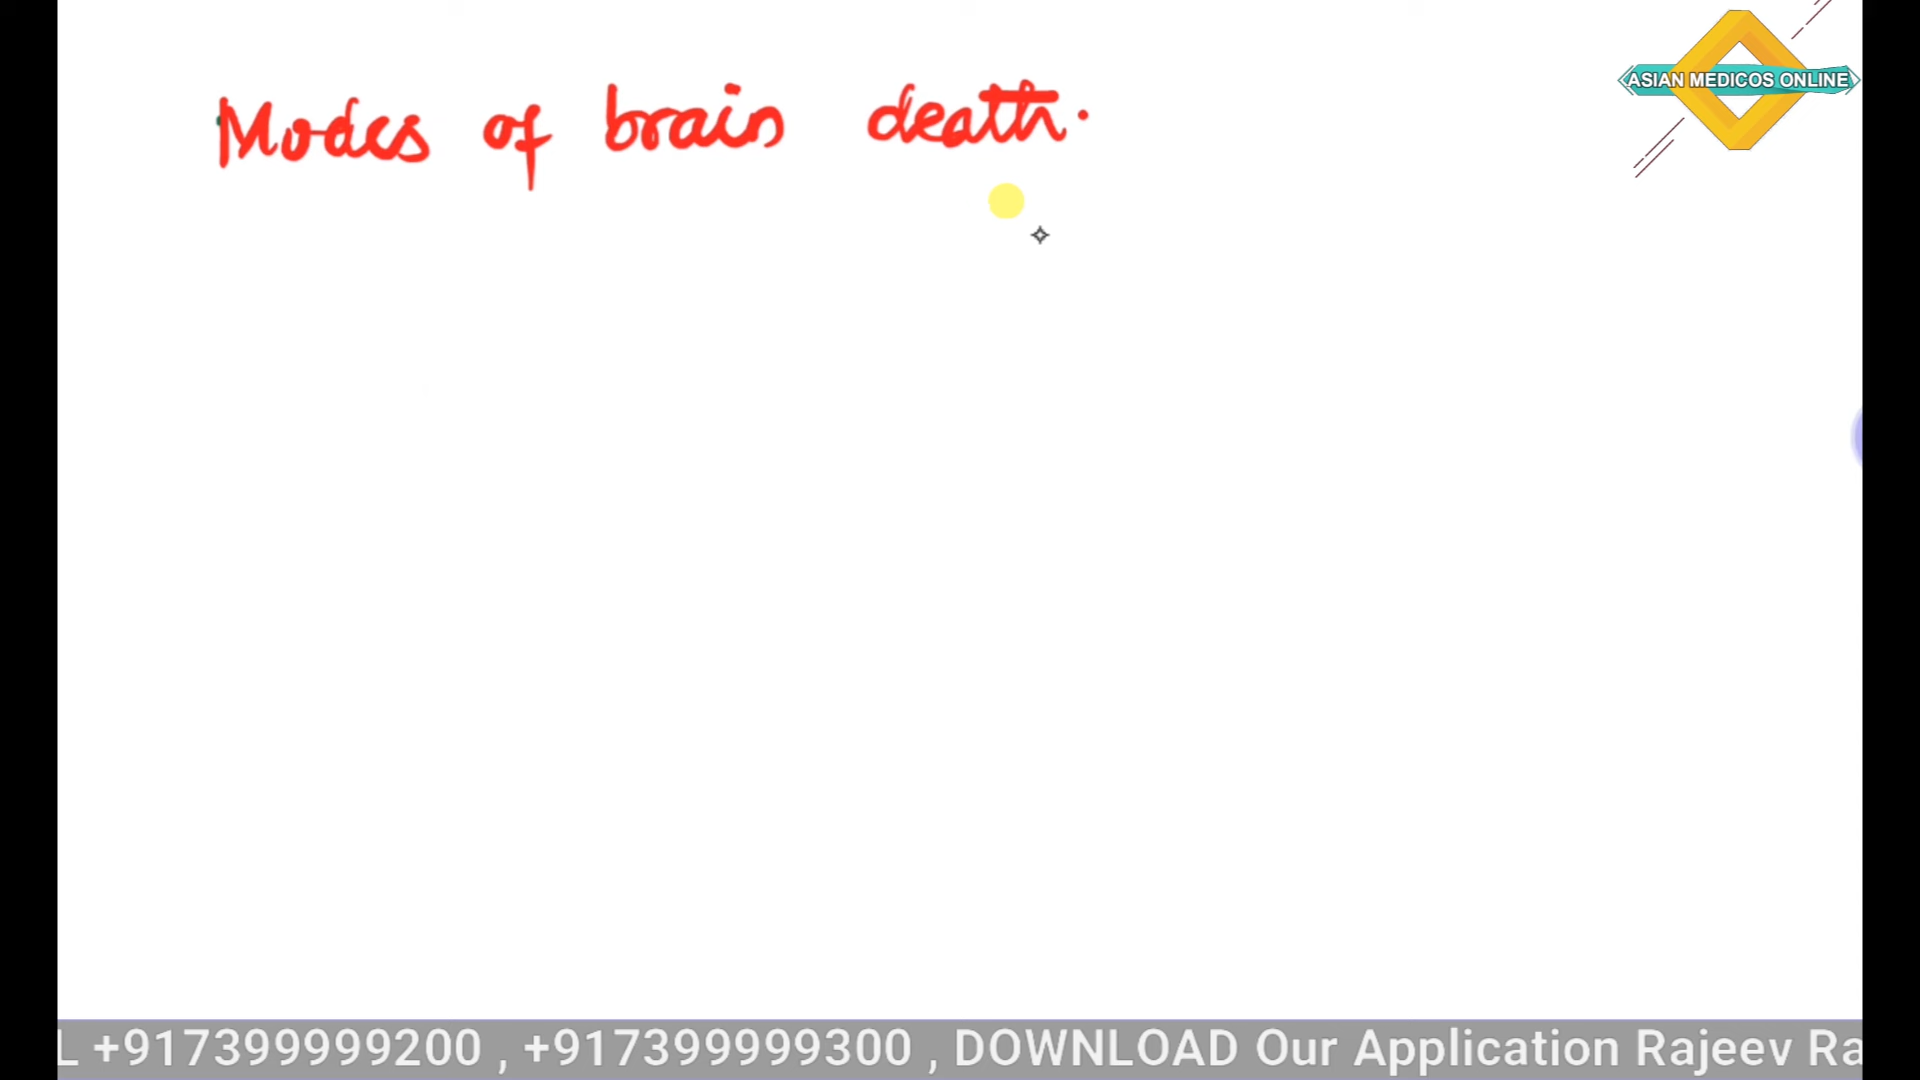 Modes of brain death.
ASIAN MEDICOS ONLINE
L +917399999200 , +917399999300 , DOWNLOAD Our Application Rajeev Ra